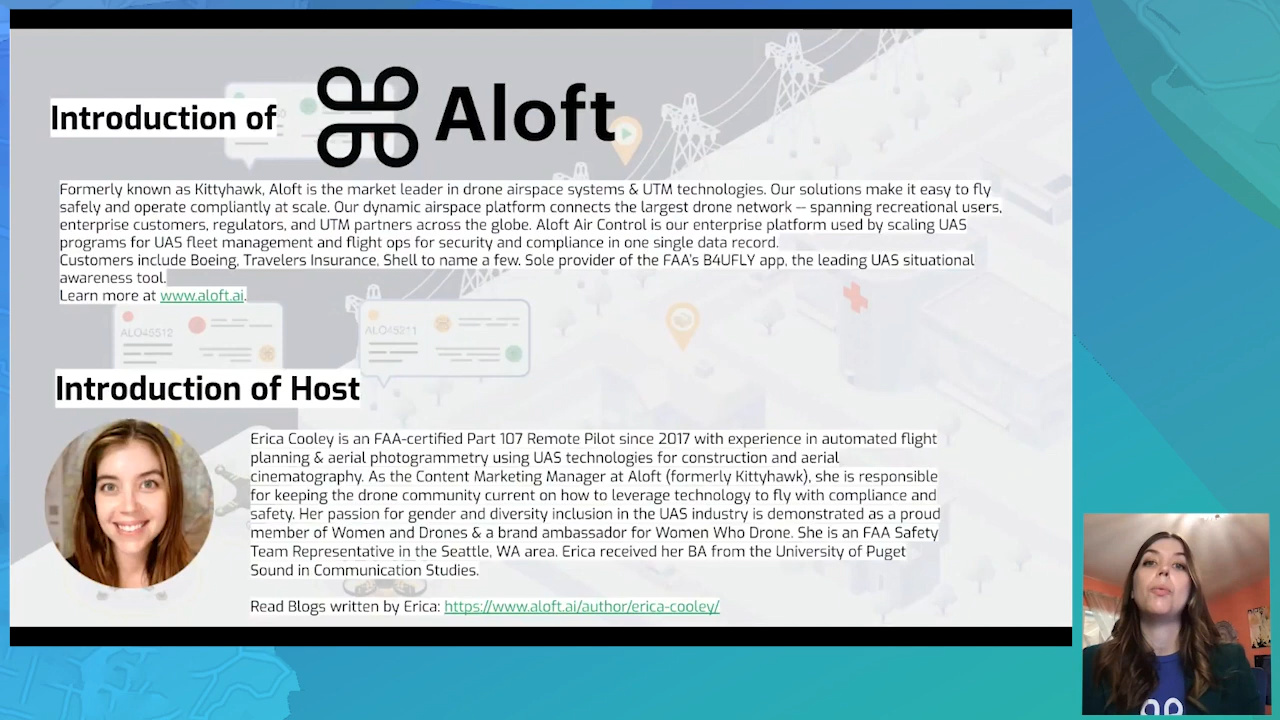 Introduction of
Aloft
Formerly known as Kittyhawk, Aloft is the market leader in drone airspace systems & UTM technologies. Our solutions make it easy to fly
safely and operate compliantly at scale. Our dynamic airspace platform connects the largest drone network -- spanning recreational users,
enterprise customers, regulators, and UTM partners across the globe. Aloft Air Control is our enterprise platform used by scaling UAS
programs for UAS fleet management and flight ops for security and compliance in one single data record.
Customers include Boeing, Travelers Insurance, Shell to name a few. Sole provider of the FAA's B4UFLY app, the leading UAS situational
awareness tool.
Learn more at www.aloft.ai.
ALO45512
ALO45211
Introduction of Host
Erica Cooley is an FAA-certified Part 107 Remote Pilot since 2017 with experience in automated flight
planning & aerial photogrammetry using UAS technologies for construction and aerial
cinematography. As the Content Marketing Manager at Aloft (formerly Kittyhawk), she is responsible
for keeping the drone community current on how to leverage technology to fly with compliance and
safety. Her passion for gender and diversity inclusion in the UAS industry is demonstrated as a proud
member of Women and Drones & a brand ambassador for Women Who Drone. She is an FAA Safety
Team Representative in the Seattle, WA area. Erica received her BA from the University of Puget
Sound in Communication Studies.
Read Blogs written by Erica: https://www.aloft.ai/author/erica-cooley/